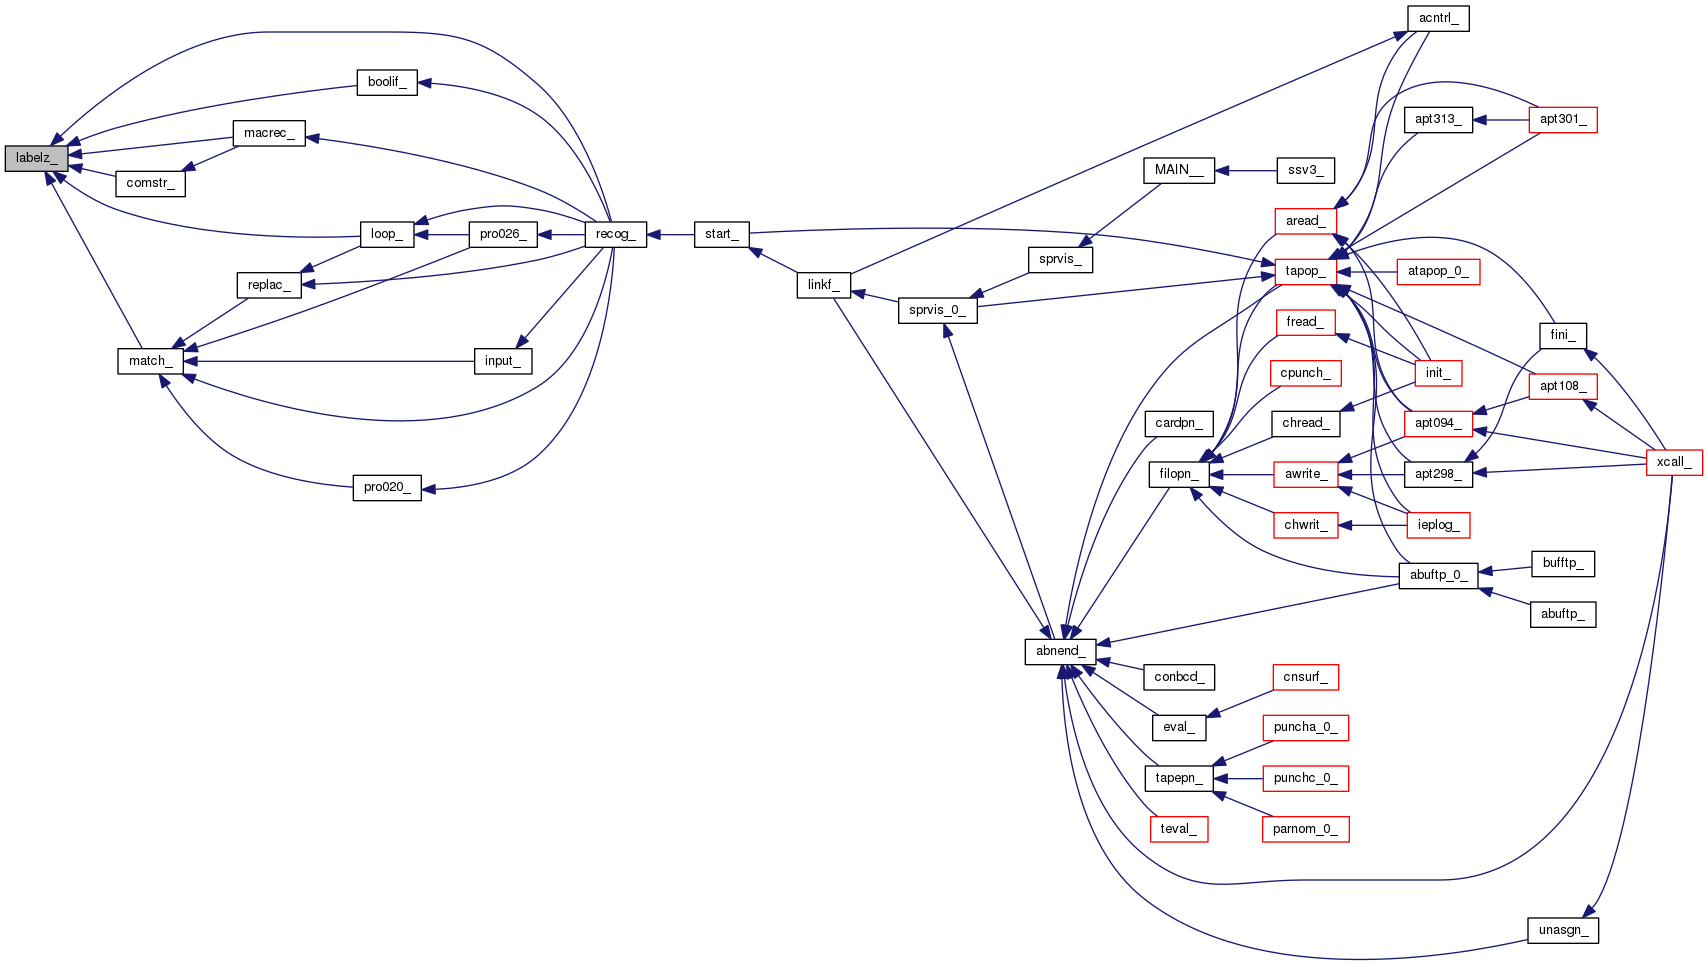 labelz_
boolif_
macrec_
comstr_
loop_
pro026_
recog_
replac_
match_
input_
pro020_
start_
linkf_
sprvis_0_
sprvis_
MAIN__
ssv3_
abnend_
cardpn_
filopn_
conbcd_
eval_
tapepn_
teval_
aread_
tapop_
fread_
cpunch_
chread_
awrite_
chwrit_
cnsurf_
puncha_0_
punchc_0_
parnom_0_
acntrl_
apt313_
atapop_0_
init_
apt094_
apt298_
ieplog_
abuftp_0_
apt301_
fini_
apt108_
bufftp_
abuftp_
unasgn_
xcall_